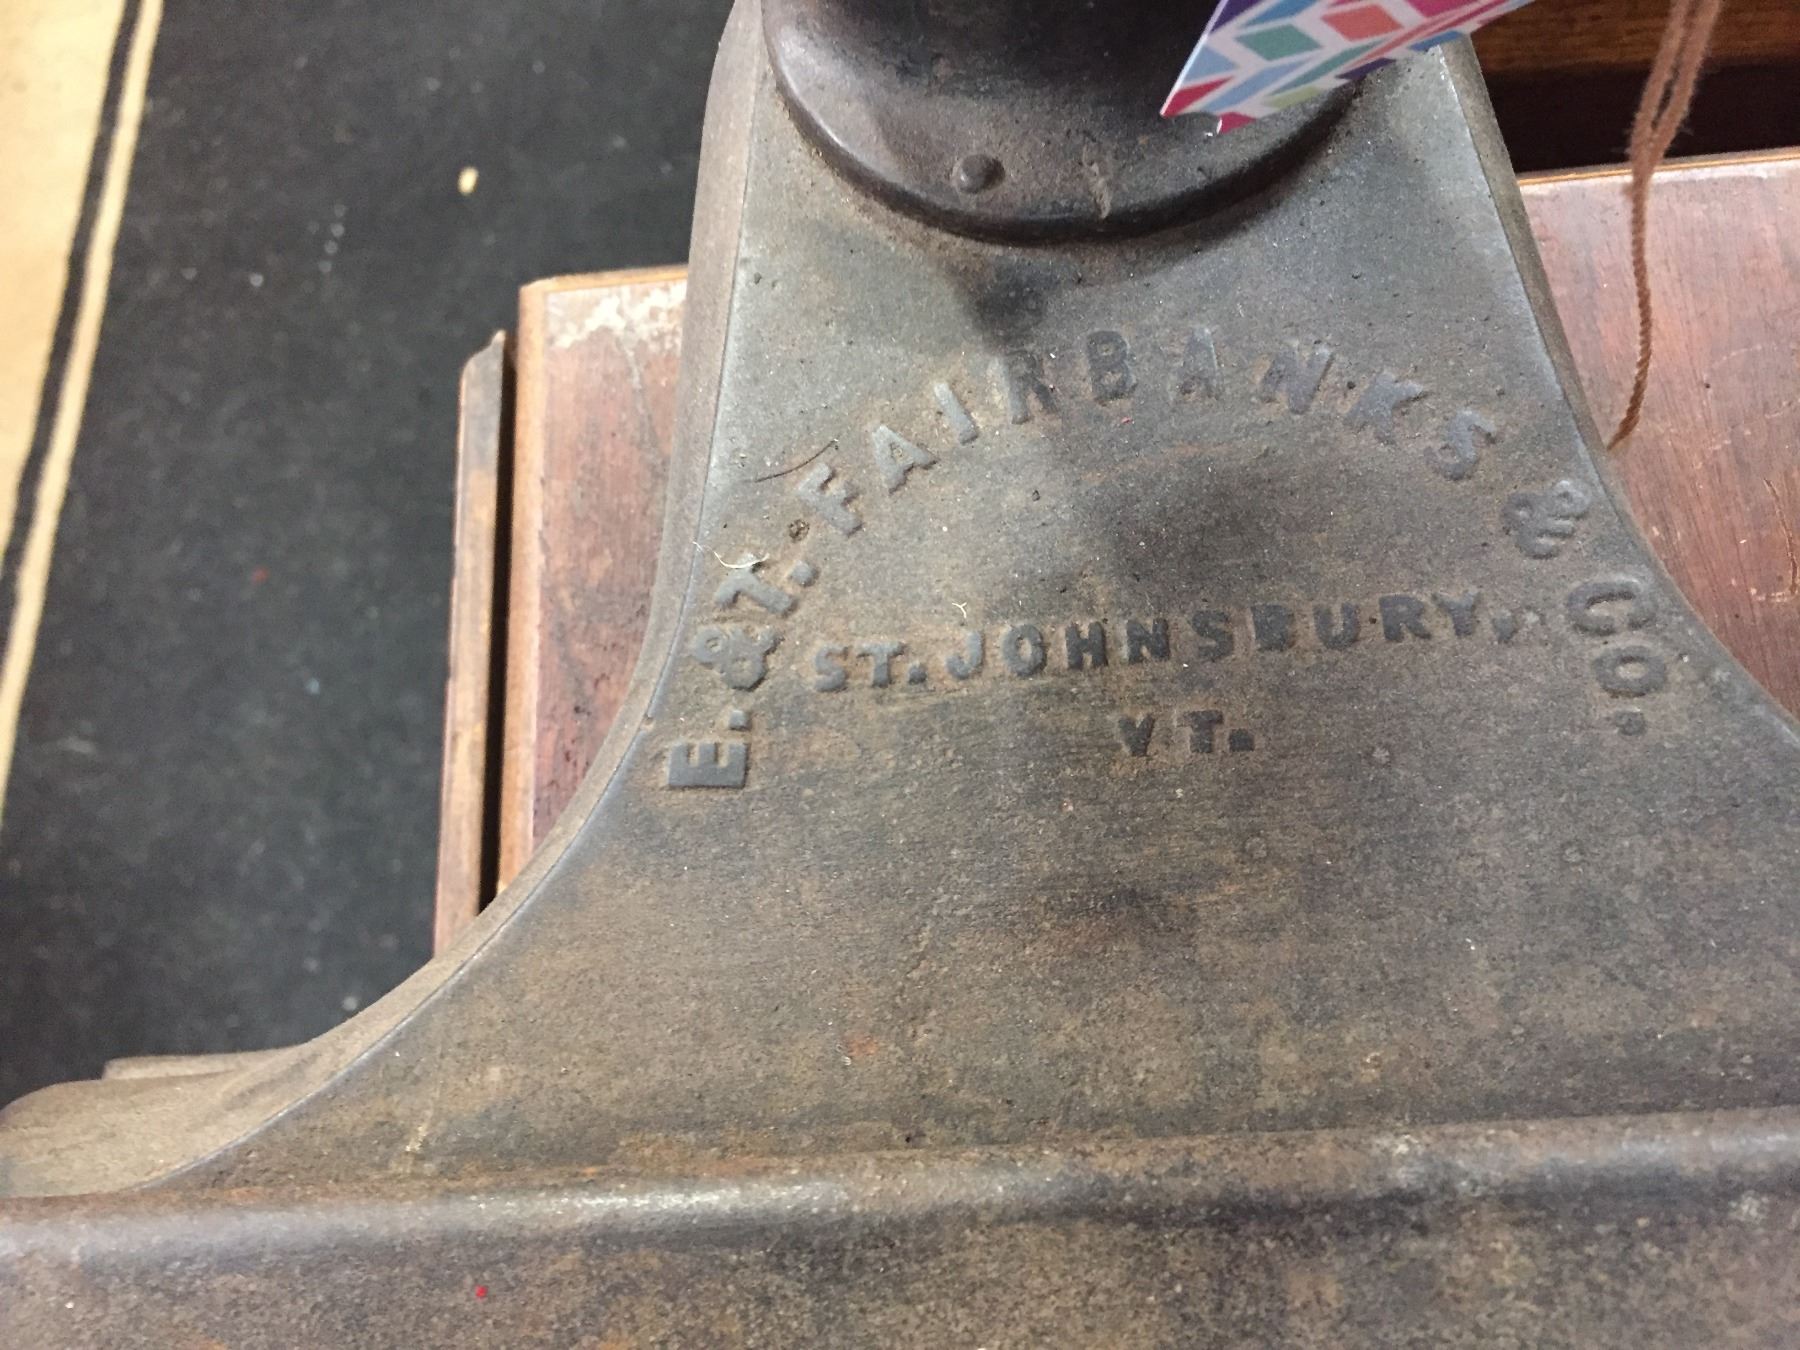 E. & T. FAIRBANKS & CO.
ST. JOHNSBURY,
VT.